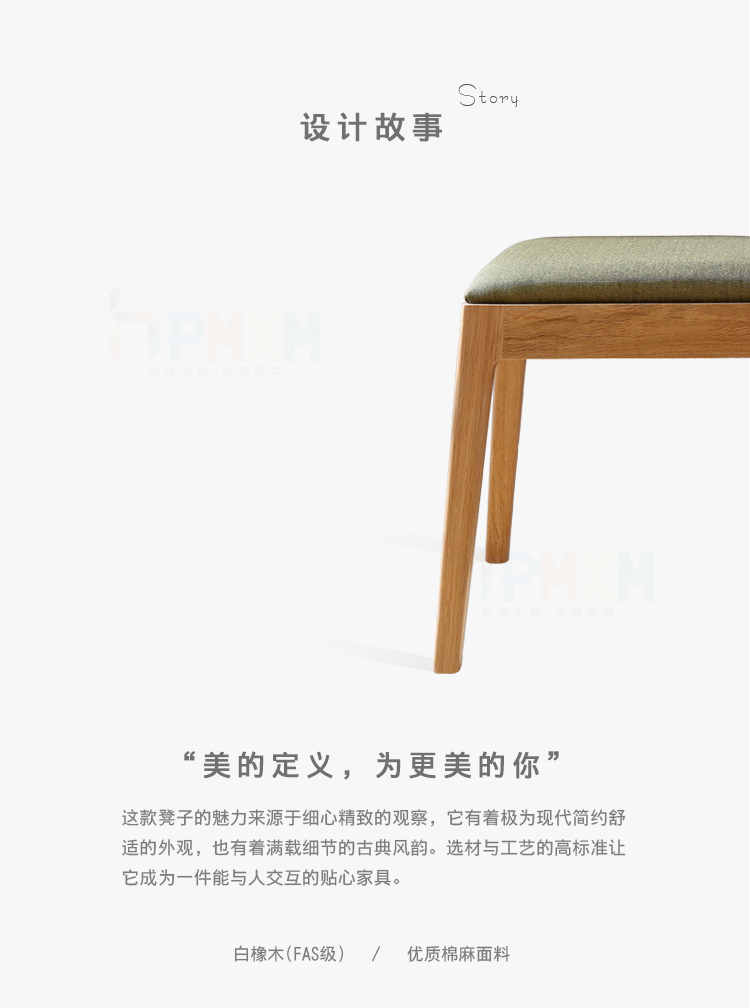 Story
设计故事
PMXM
PMXM
“美的定义，为更美的你”
这款凳子的魅力来源于细心精致的观察，它有着极为现代简约舒
适的外观，也有着满载细节的古典风韵。选材与工艺的高标准让
它成为一件能与人交互的贴心家具。
白橡木(FAS级) / 优质棉麻面料